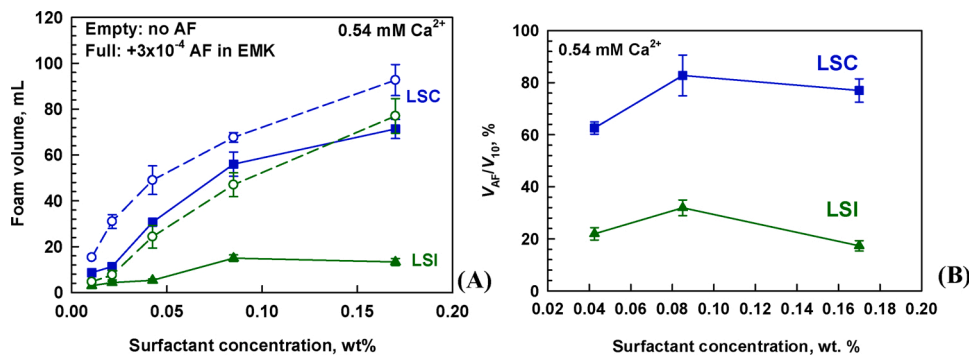 Empty: no AF
0.54 mM Ca²⁺
Full: +3x10⁻⁴ AF in EMK
LSC
LSI
120
100
80
60
40
20
0
0.00 0.05 0.10 0.15 0.20
Foam volume, mL
Surfactant concentration, wt%
(A)
0.54 mM Ca²⁺
LSC
LSI
100
80
60
40
20
0
0.02 0.04 0.06 0.08 0.10 0.12 0.14 0.16 0.18 0.20
V_AF/V_10, %
Surfactant concentration, wt. %
(B)